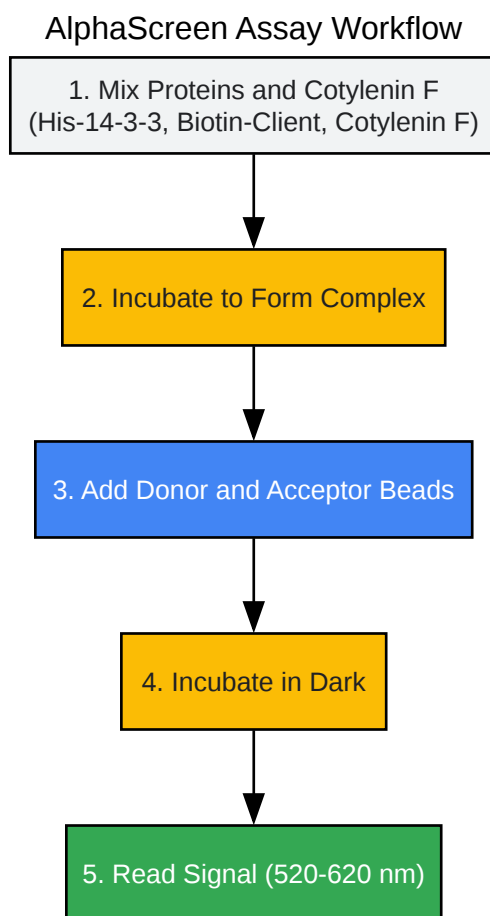 AlphaScreen Assay Workflow
1. Mix Proteins and Cotylenin F
(His-14-3-3, Biotin-Client, Cotylenin F)
2. Incubate to Form Complex
3. Add Donor and Acceptor Beads
4. Incubate in Dark
5. Read Signal (520-620 nm)